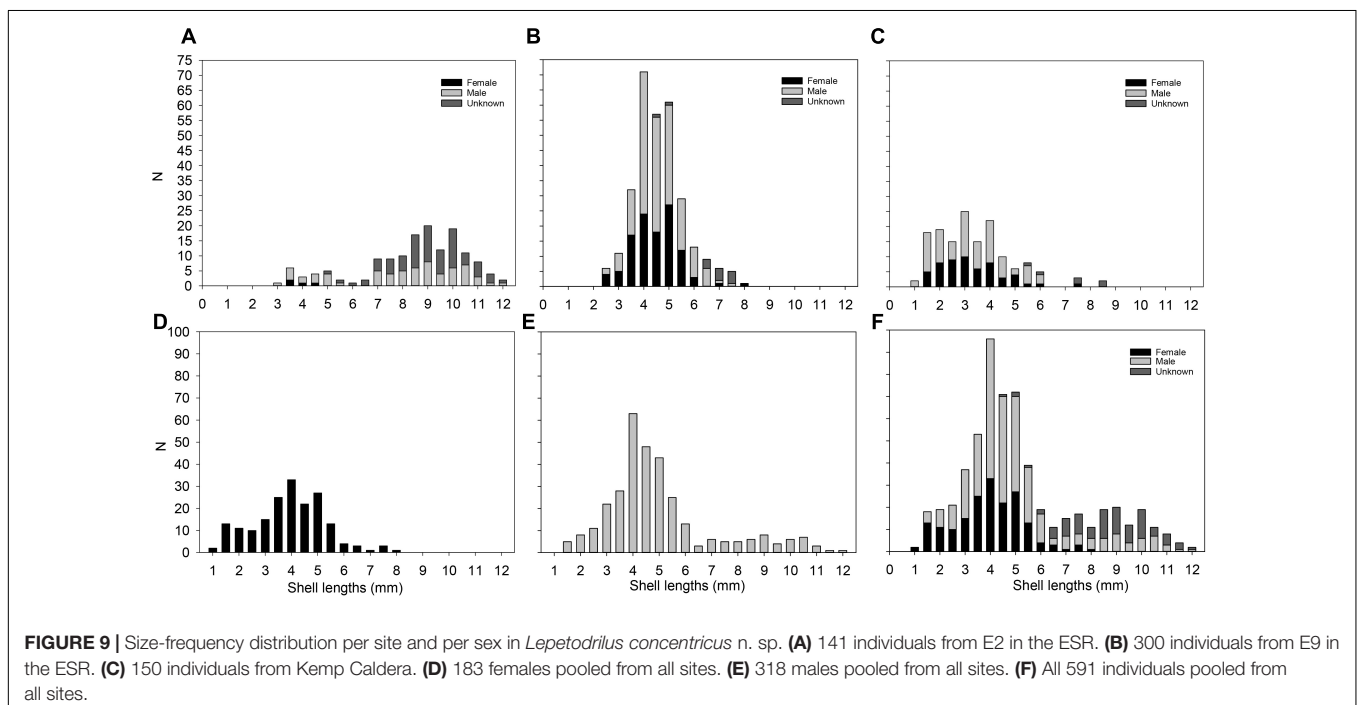 A
B
C
75
70
65
60
55
50
45
40
35
30
25
20
15
10
5
0
N
Female
Male
Unknown
Female
Male
Unknown
Female
Male
Unknown
0 1 2 3 4 5 6 7 8 9 10 11 12
0 1 2 3 4 5 6 7 8 9 10 11 12
0 1 2 3 4 5 6 7 8 9 10 11 12
D
E
F
100
90
80
70
60
50
40
30
20
10
0
N
N
Female
Male
Unknown
1 2 3 4 5 6 7 8 9 10 11 12
1 2 3 4 5 6 7 8 9 10 11 12
1 2 3 4 5 6 7 8 9 10 11 12
Shell lengths (mm)
Shell lengths (mm)
Shell lengths (mm)
FIGURE 9 | Size-frequency distribution per site and per sex in Lepetodrilus concentricus n. sp. (A) 141 individuals from E2 in the ESR. (B) 300 individuals from E9 in
the ESR. (C) 150 individuals from Kemp Caldera. (D) 183 females pooled from all sites. (E) 318 males pooled from all sites. (F) All 591 individuals pooled from
all sites.